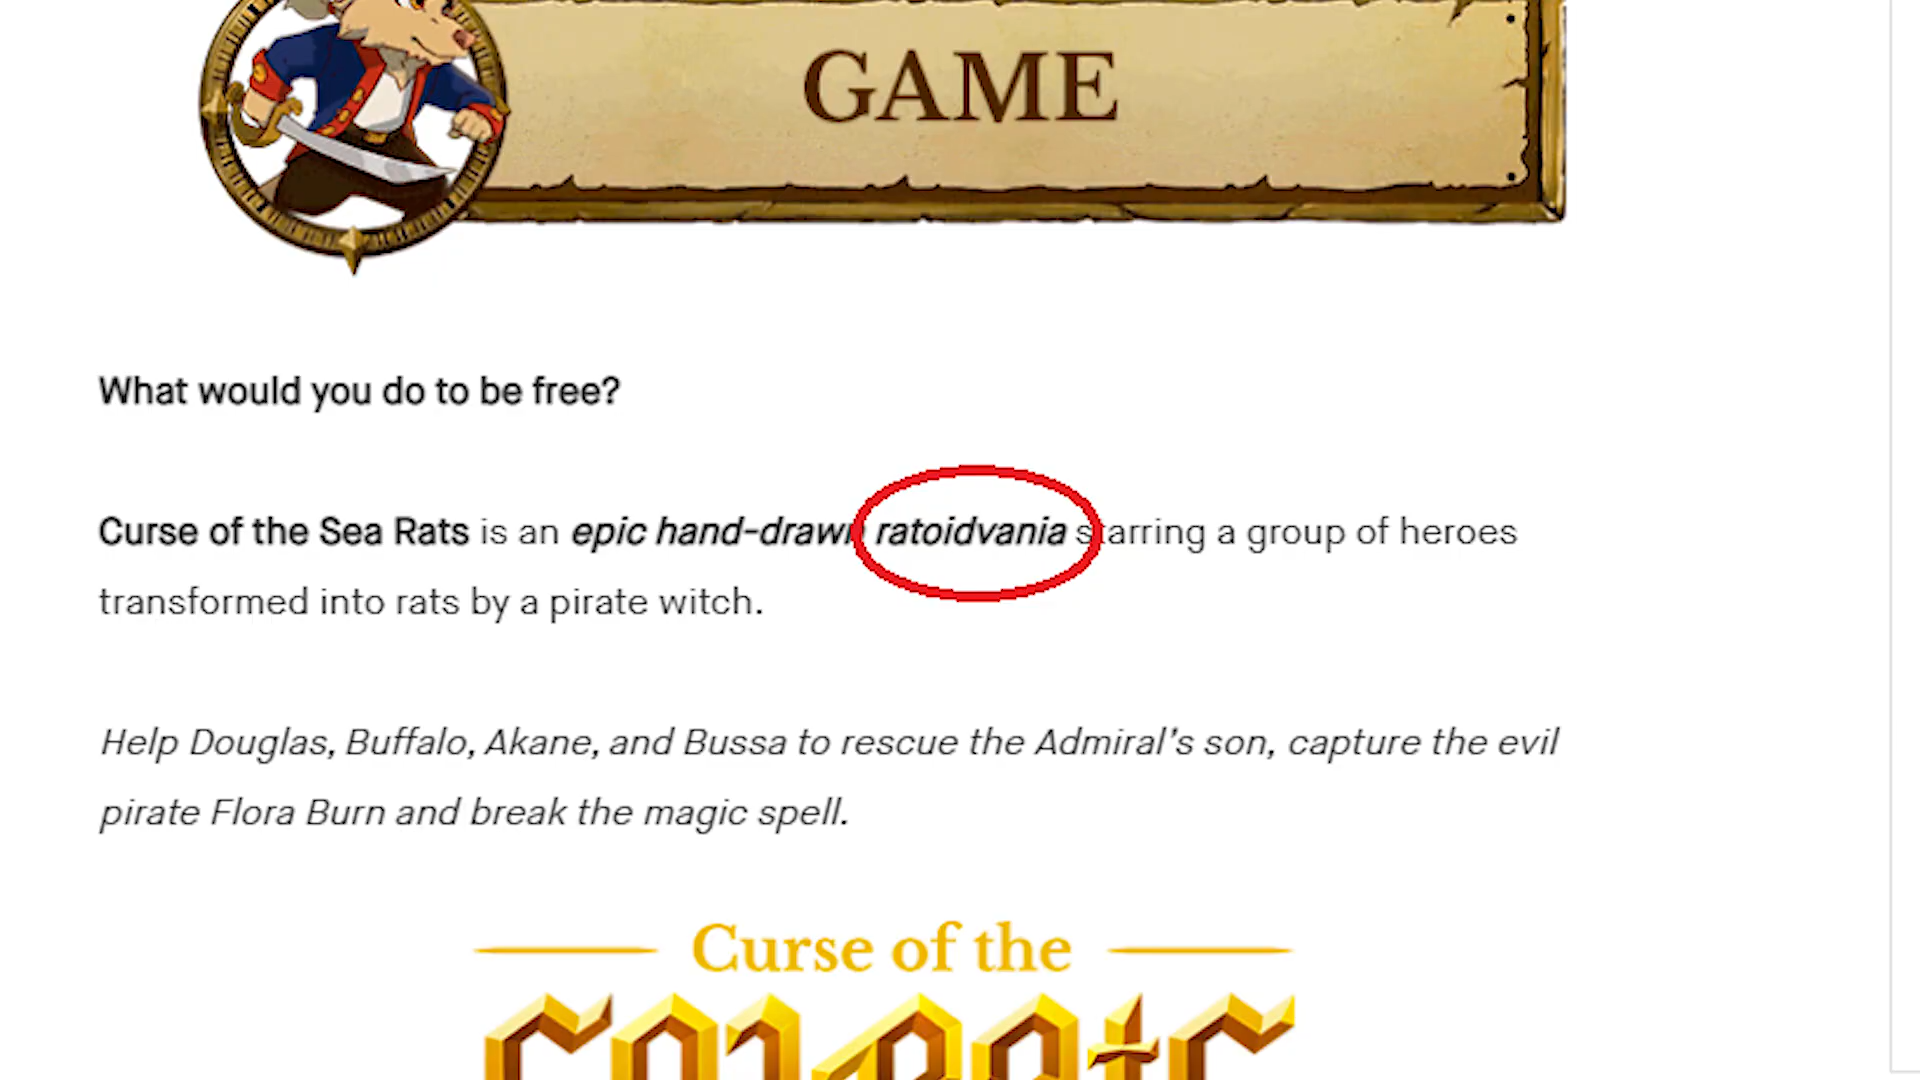 GAME
What would you do to be free?
Curse of the Sea Rats is an epic hand-drawn ratoidvania starring a group of heroes
transformed into rats by a pirate witch.
Help Douglas, Buffalo, Akane, and Bussa to rescue the Admiral's son, capture the evil
pirate Flora Burn and break the magic spell.
Curse of the